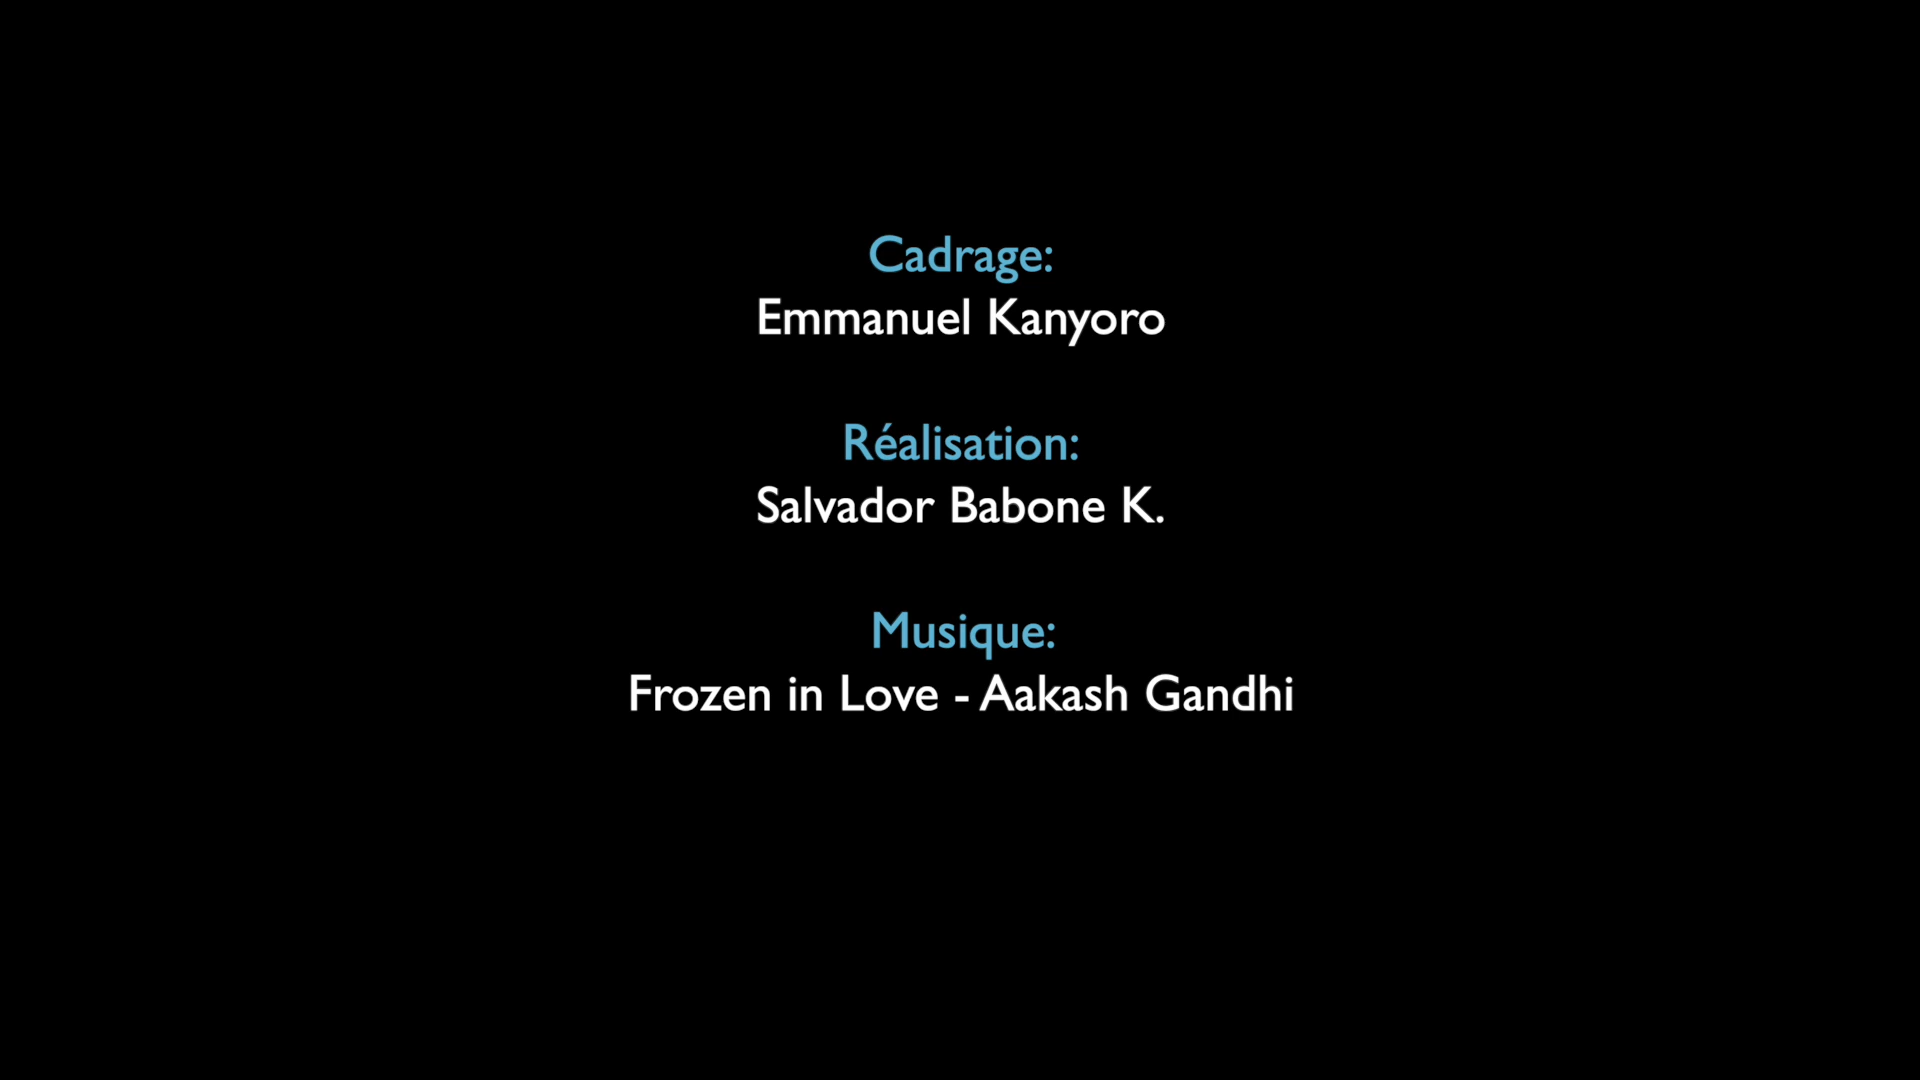 Cadrage:
Emmanuel Kanyoro
Réalisation:
Salvador Babone K.
Musique:
Frozen in Love - Aakash Gandhi